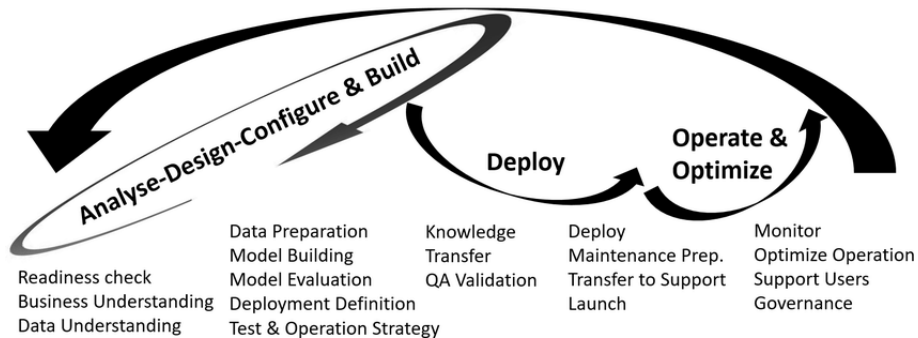 Analyse-Design-Configure & Build
Deploy
Operate &
Optimize
Readiness check
Business Understanding
Data Understanding
Data Preparation
Model Building
Model Evaluation
Deployment Definition
Test & Operation Strategy
Knowledge
Transfer
QA Validation
Deploy
Maintenance Prep.
Transfer to Support
Launch
Monitor
Optimize Operation
Support Users
Governance